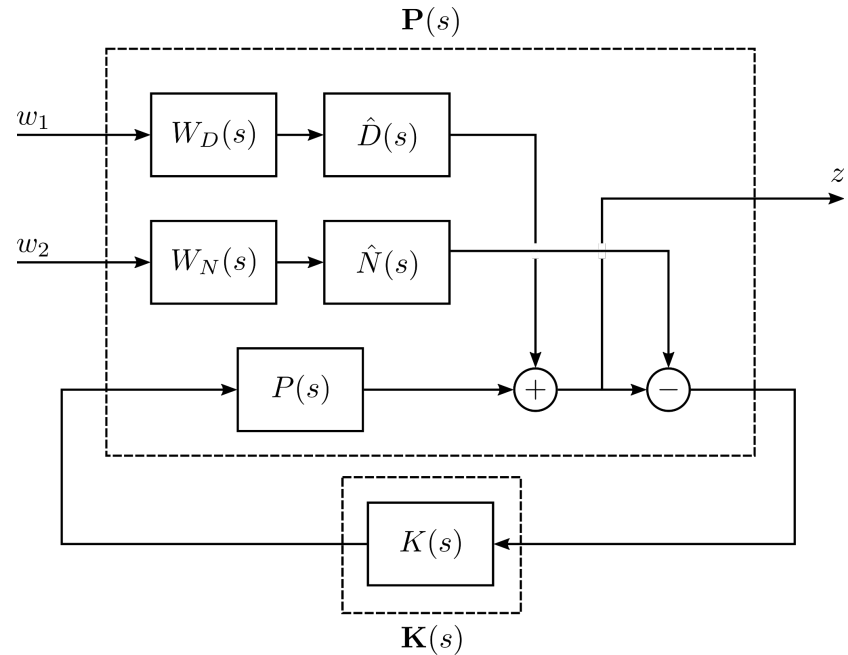 𝐏(s)
w₁
W_D(s)
D̂(s)
z
w₂
W_N(s)
N̂(s)
P(s)
+
−
K(s)
𝐊(s)